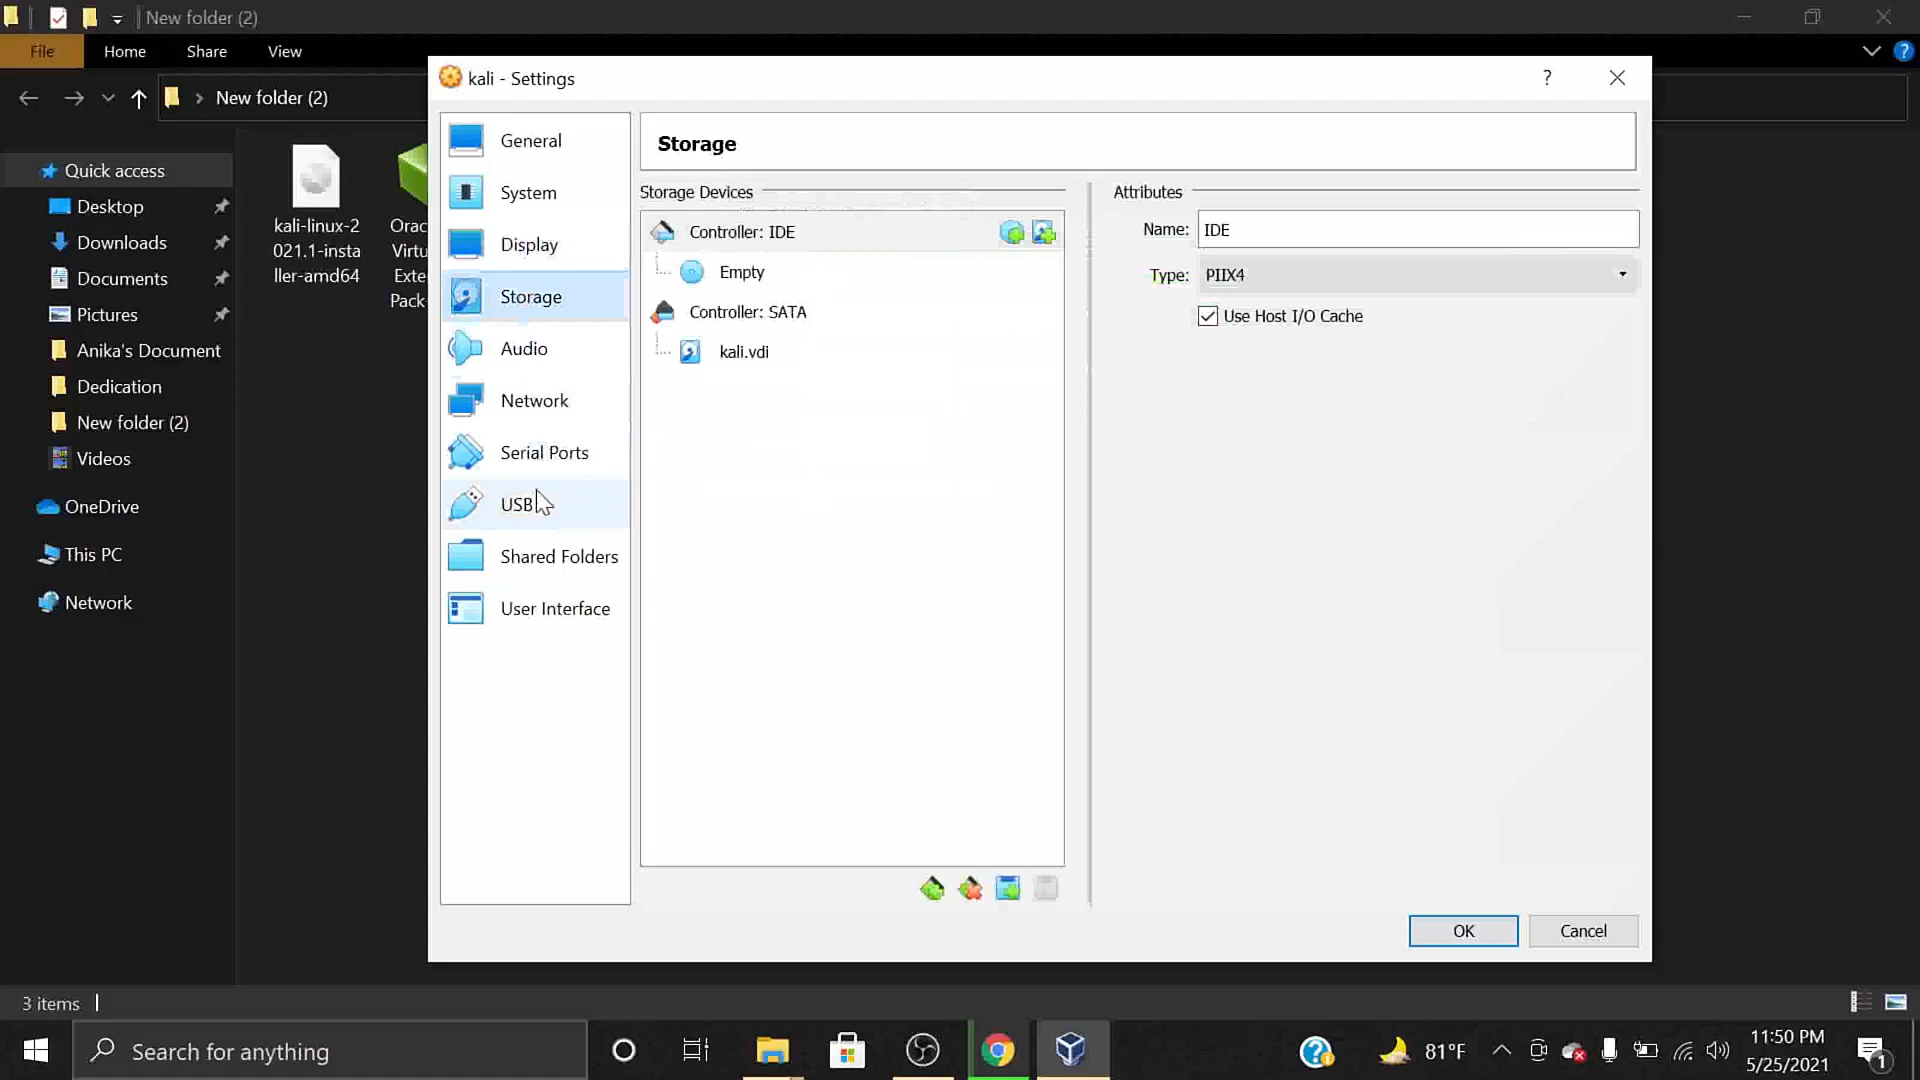 New folder (2)
File
Home
Share
View
New folder (2)
Quick access
Desktop
Downloads
Documents
Pictures
Anika's Document
Dedication
New folder (2)
Videos
OneDrive
This PC
Network
kali-linux-2
021.1-insta
ller-amd64
Orac
Virtu
Exte
Pack-
kali - Settings
?
General
System
Display
Storage
Audio
Network
Serial Ports
USB
Shared Folders
User Interface
Storage
Storage Devices
Controller: IDE
Empty
Controller: SATA
kali.vdi
Attributes
Name: IDE
Type: PIIX4
Use Host I/O Cache
OK
Cancel
3 items
Search for anything
81°F
11:50 PM
5/25/2021
1